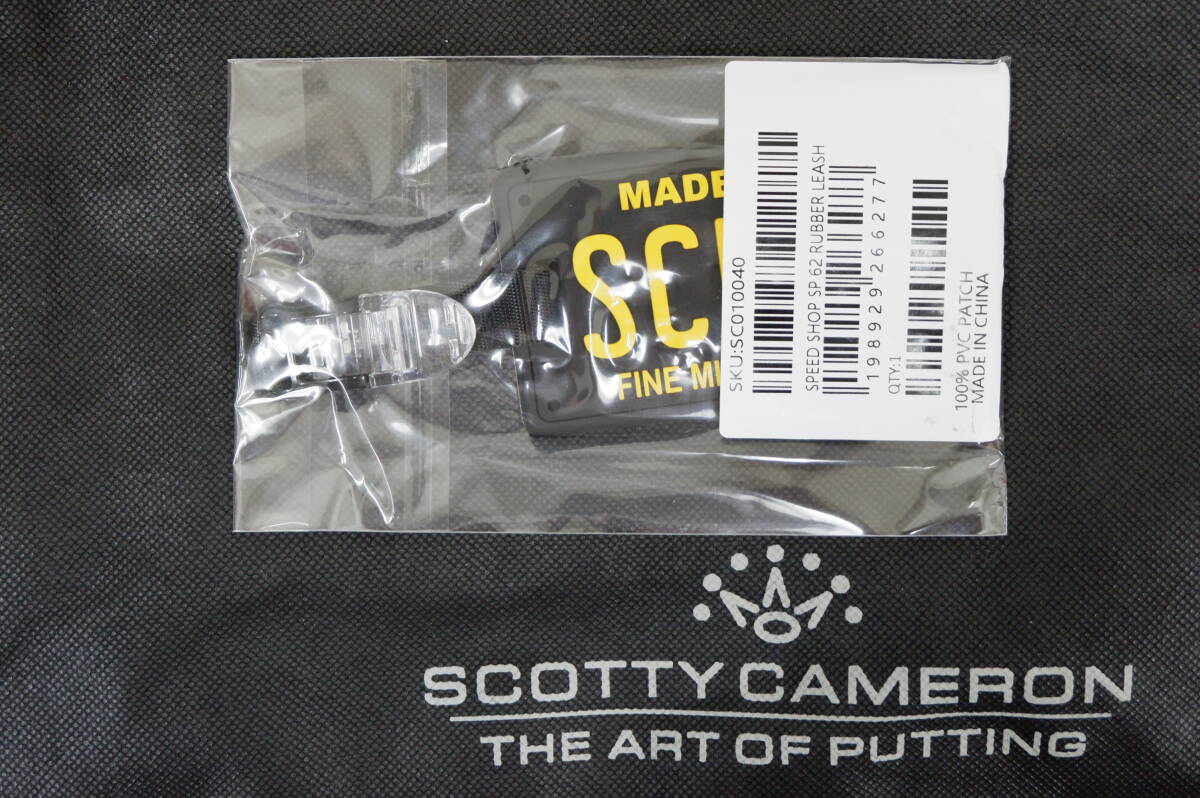 MADE
SC
FINE MI
SKU:SC010040
SPEED SHOP SP 62 RUBBER LEASH
198929266277
QTY:1
100% PVC PATCH
MADE IN CHINA
SCOTTY CAMERON
THE ART OF PUTTING